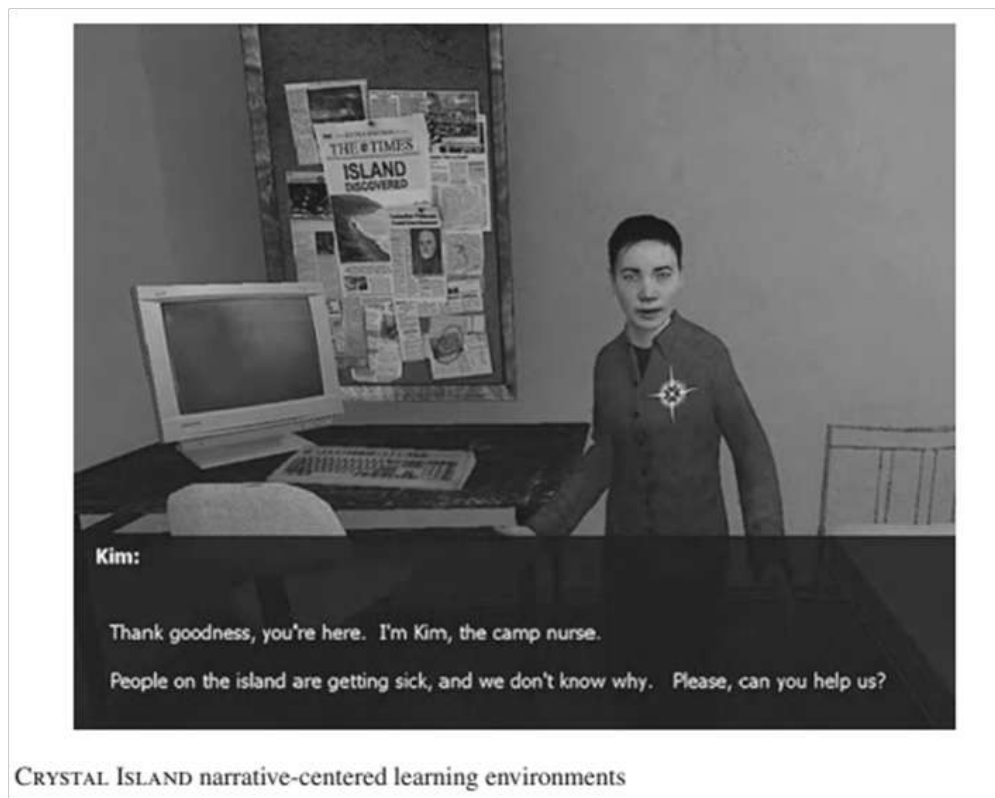 THE TIMES
ISLAND
DISCOVERED
Kim:
Thank goodness, you're here. I'm Kim, the camp nurse.
People on the island are getting sick, and we don't know why. Please, can you help us?
CRYSTAL ISLAND narrative-centered learning environments